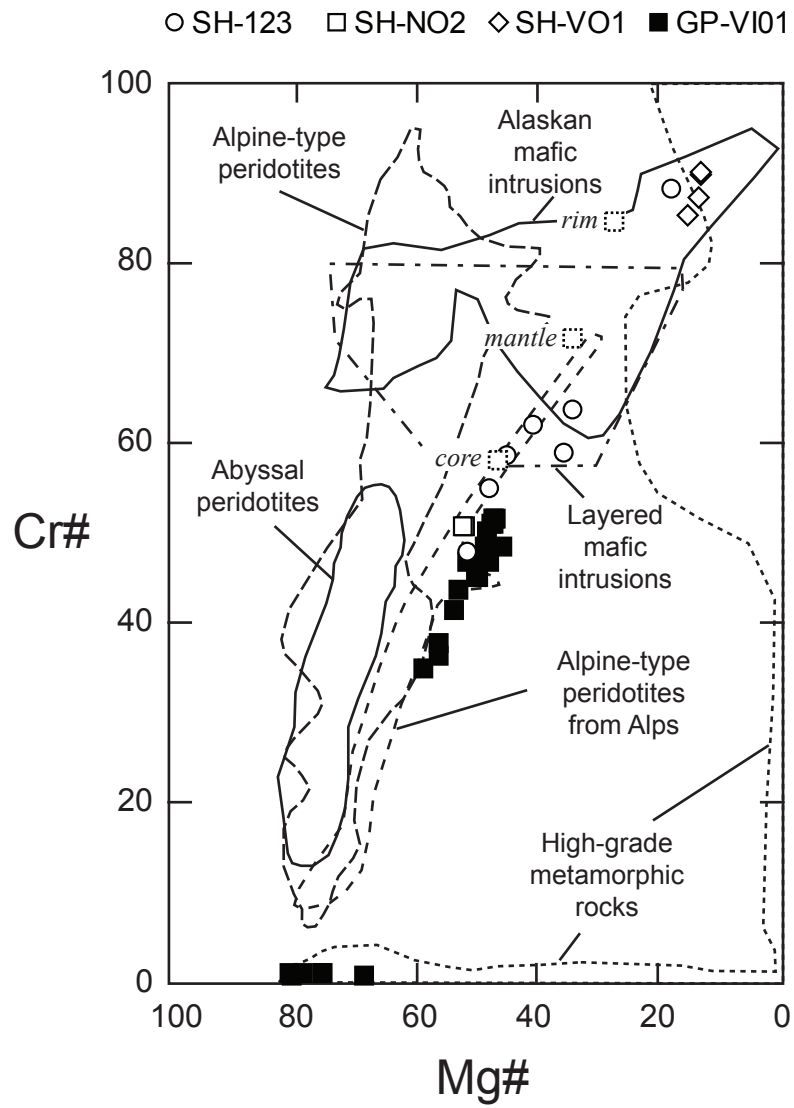 SH-123 SH-NO2 SH-VO1 GP-VI01
100
Alpine-type
peridotites
Alaskan
mafic
intrusions
rim
80
mantle
60
core
Abyssal
peridotites
Cr#
Layered
mafic
intrusions
40
Alpine-type
peridotites
from Alps
20
High-grade
metamorphic
rocks
0
100 80 60 40 20 0
Mg#